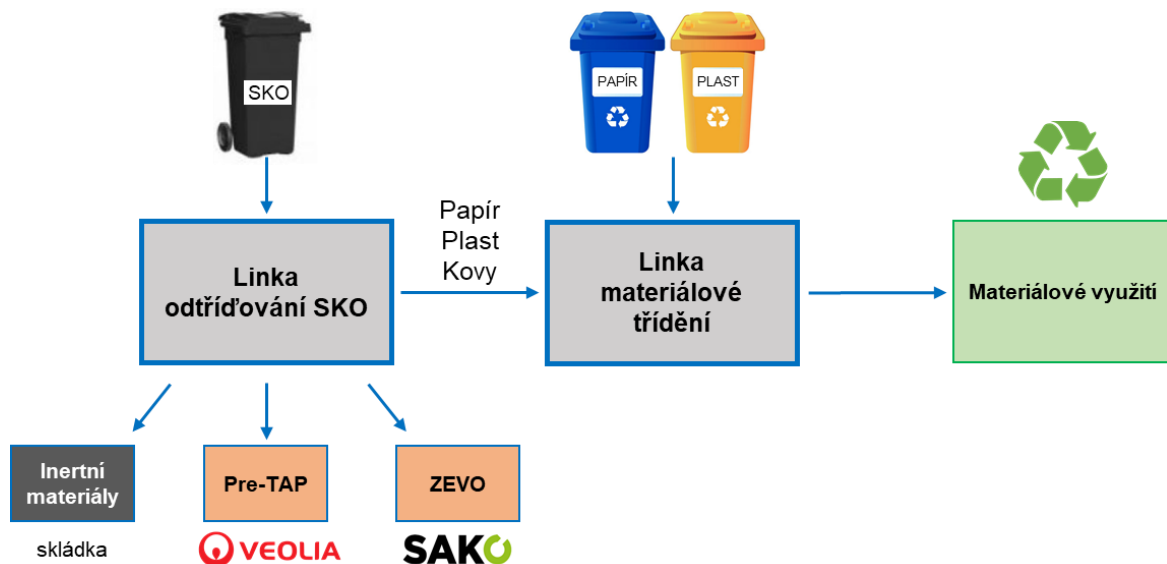 SKO
PAPÍR
PLAST
Papír
Plast
Kovy
Linka
odtříďování SKO
Linka
materiálové
třídění
Materiálové využití
Inertní
materiály
Pre-TAP
ZEVO
skládka
VEOLIA
SAKO